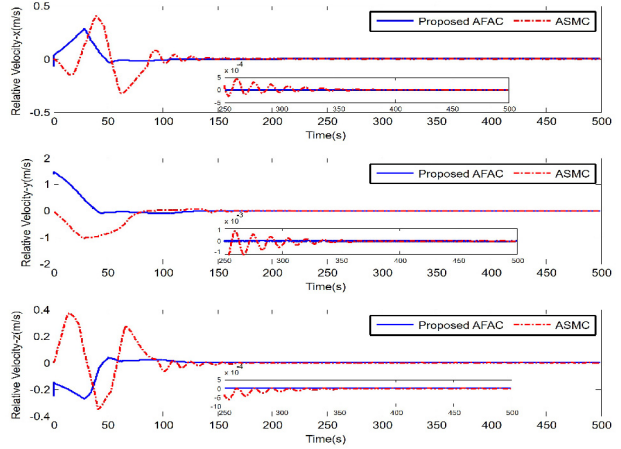 0.5
0
-0.5
Relative Velocity-x(m/s)
Proposed AFAC ASMC
x 10⁻⁴
5
0
-5
250 300 350 400 450 500
0 50 100 150 200 250 300 350 400 450 500
Time(s)
2
1
0
-1
-2
Relative Velocity-y(m/s)
Proposed AFAC ASMC
x 10⁻³
1
0
-1
250 300 350 400 450 500
0 50 100 150 200 250 300 350 400 450 500
Time(s)
0.4
0.2
0
-0.2
-0.4
Relative Velocity-z(m/s)
Proposed AFAC ASMC
x 10⁻⁴
5
0
-5
-10
250 300 350 400 450 500
0 50 100 150 200 250 300 350 400 450 500
Time(s)